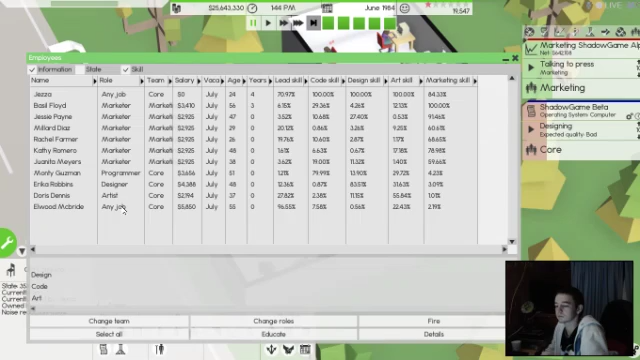 $25,643,330
144 PM
June 1984
19,547
LIVE
Employees
Information
State
Skill
Name Role Team Salary Vaca Age Years Lead skill Code skill Design skill Art skill Marketing skill
Jezza Any job Core $0 July 24 4 70.97% 100.00% 100.00% 100.00% 84.33%
Basil Floyd Marketer Marketi $3,410 July 56 3 6.15% 29.36% 4.26% 12.13% 100.00%
Jessie Payne Marketer Marketi $2,925 July 47 0 3.52% 10.68% 27.40% 0.53% 91.46%
Millard Diaz Marketer Marketi $2,925 July 29 0 20.12% 0.86% 3.26% 9.25% 60.61%
Rachel Farmer Marketer Marketi $2,925 July 26 0 19.76% 10.60% 2.87% 1.17% 68.65%
Kathy Romero Marketer Marketi $2,925 July 48 0 1.61% 6.63% 0.67% 17.18% 78.98%
Juanita Meyers Marketer Marketi $2,925 July 38 0 3.62% 19.00% 11.32% 1.40% 59.66%
Monty Guzman Programmer Core $3,656 July 51 0 1.21% 79.99% 13.90% 29.72% 4.23%
Erika Robbins Designer Core $4,388 July 48 0 12.36% 0.87% 83.51% 31.63% 3.09%
Doris Dennis Artist Core $2,194 July 37 0 27.82% 2.38% 11.15% 55.84% 1.01%
Elwood Mcbride Any job Core $5,850 July 55 0 96.55% 7.58% 0.56% 22.43% 2.19%
Design
Code
Art
Change team
Change roles
Fire
Select all
Educate
Details
Marketing ShadowGame Al
Talking to press
Marketing
Marketing
ShadowGame Beta
Operating System: Computer
Designing
Expected quality: Bad
Core